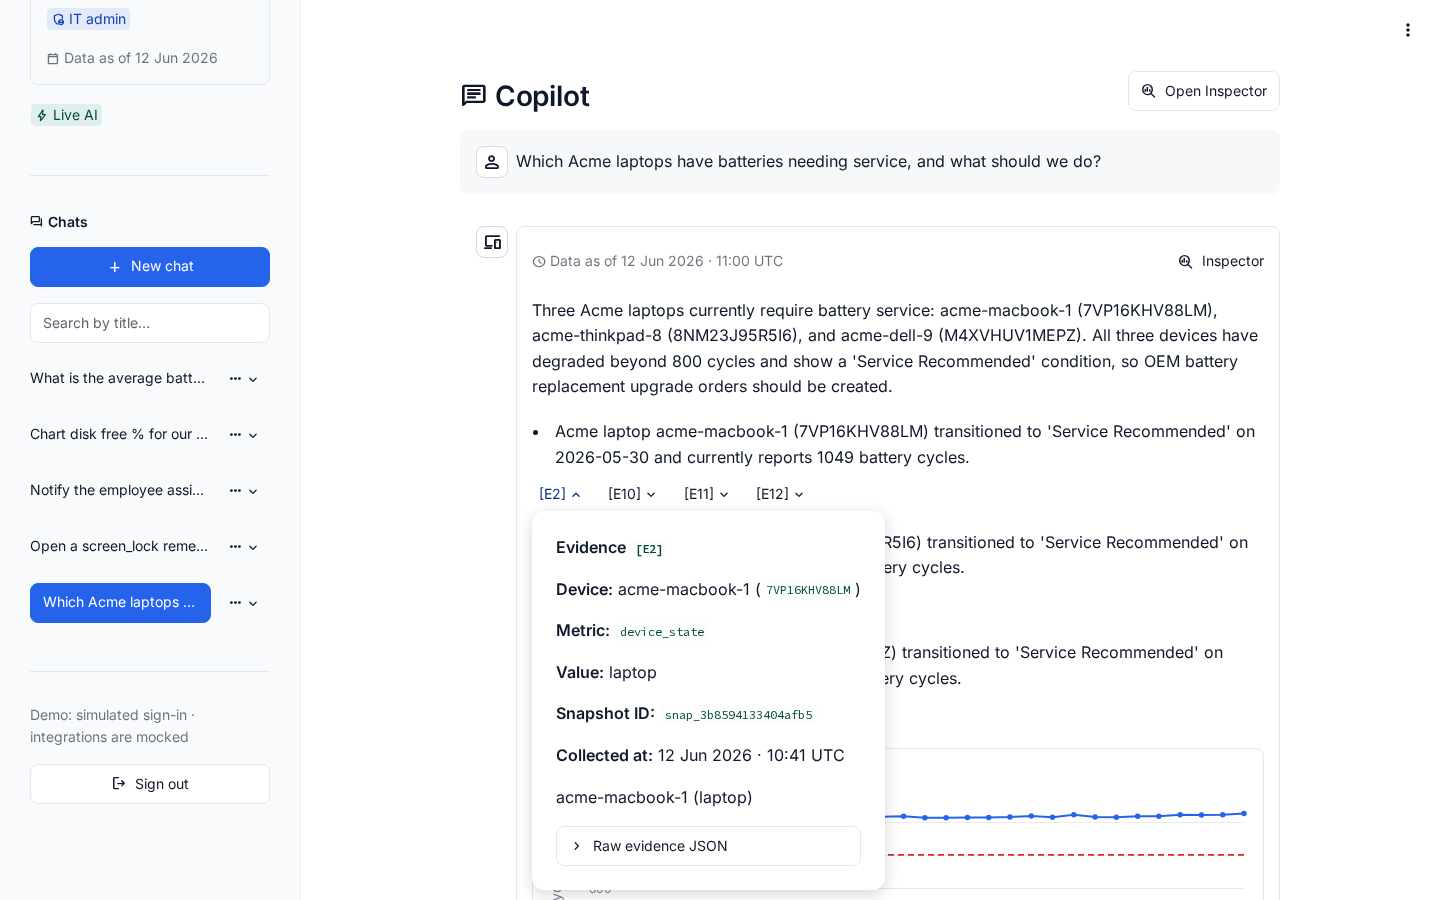 IT admin
Data as of 12 Jun 2026
Live AI
Chats
New chat
Search by title...
What is the average batt...
Chart disk free % for our ...
Notify the employee assi...
Open a screen_lock reme...
Which Acme laptops ...
Demo: simulated sign-in ·
integrations are mocked
Sign out
Copilot
Open Inspector
Which Acme laptops have batteries needing service, and what should we do?
Data as of 12 Jun 2026 · 11:00 UTC
Inspector
Three Acme laptops currently require battery service: acme-macbook-1 (7VP16KHV88LM),
acme-thinkpad-8 (8NM23J95R5I6), and acme-dell-9 (M4XVHUV1MEPZ). All three devices have
degraded beyond 800 cycles and show a 'Service Recommended' condition, so OEM battery
replacement upgrade orders should be created.
• Acme laptop acme-macbook-1 (7VP16KHV88LM) transitioned to 'Service Recommended' on
2026-05-30 and currently reports 1049 battery cycles.
[E2] [E10] [E11] [E12]
R5I6) transitioned to 'Service Recommended' on
ery cycles.
Z) transitioned to 'Service Recommended' on
ery cycles.
Evidence [E2]
Device: acme-macbook-1 ( 7VP16KHV88LM )
Metric: device_state
Value: laptop
Snapshot ID: snap_3b8594133404afb5
Collected at: 12 Jun 2026 · 10:41 UTC
acme-macbook-1 (laptop)
Raw evidence JSON